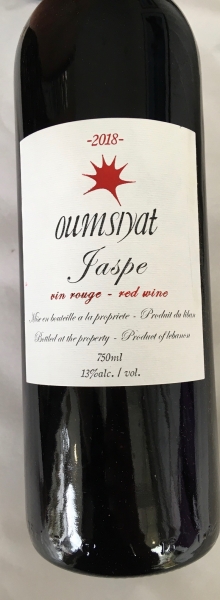 -2018-
oumsiyat
Jaspe
vin rouge - red wine
Mise en bouteille a la propriete - Produit du liban
Bottled at the property - Product of lebanon
750ml
13%alc. / vol.